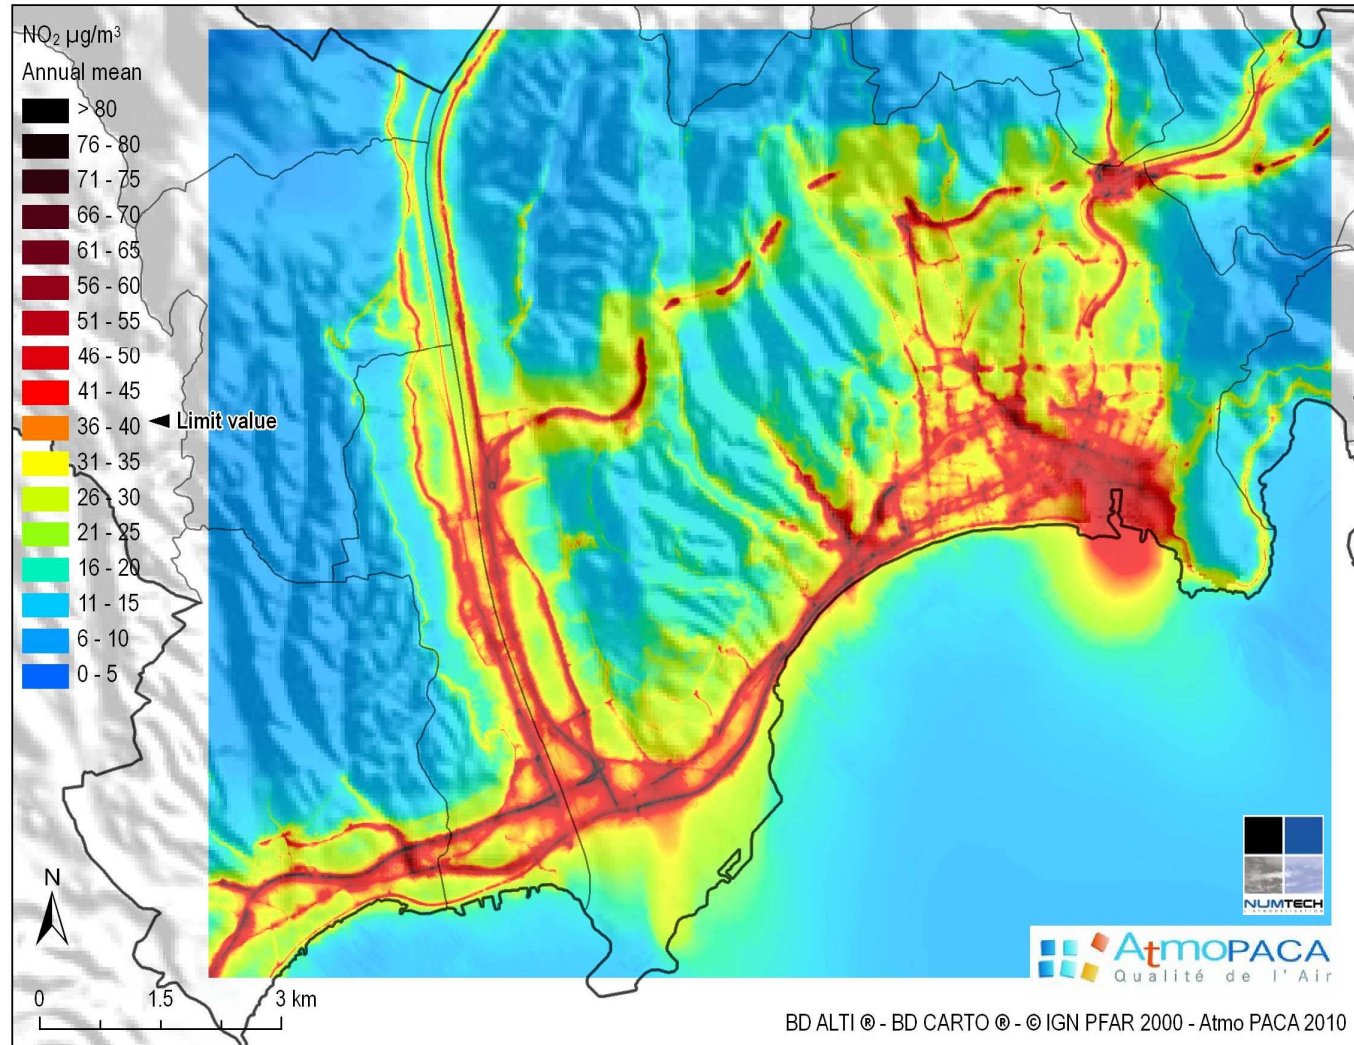 NO₂ µg/m³
Annual mean
> 80
76 - 80
71 - 75
66 - 70
61 - 65
56 - 60
51 - 55
46 - 50
41 - 45
36 - 40
◄ Limit value
31 - 35
26 - 30
21 - 25
16 - 20
11 - 15
6 - 10
0 - 5
N
0 1.5 3 km
NUMTECH
AtmoPACA
Qualité de l'Air
BD ALTI ® - BD CARTO ® - © IGN PFAR 2000 - Atmo PACA 2010